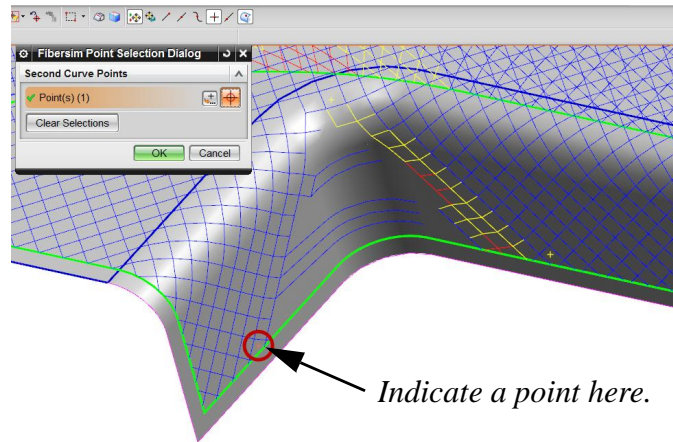 Fibersim Point Selection Dialog
Second Curve Points
Point(s) (1)
Clear Selections
OK Cancel
Indicate a point here.